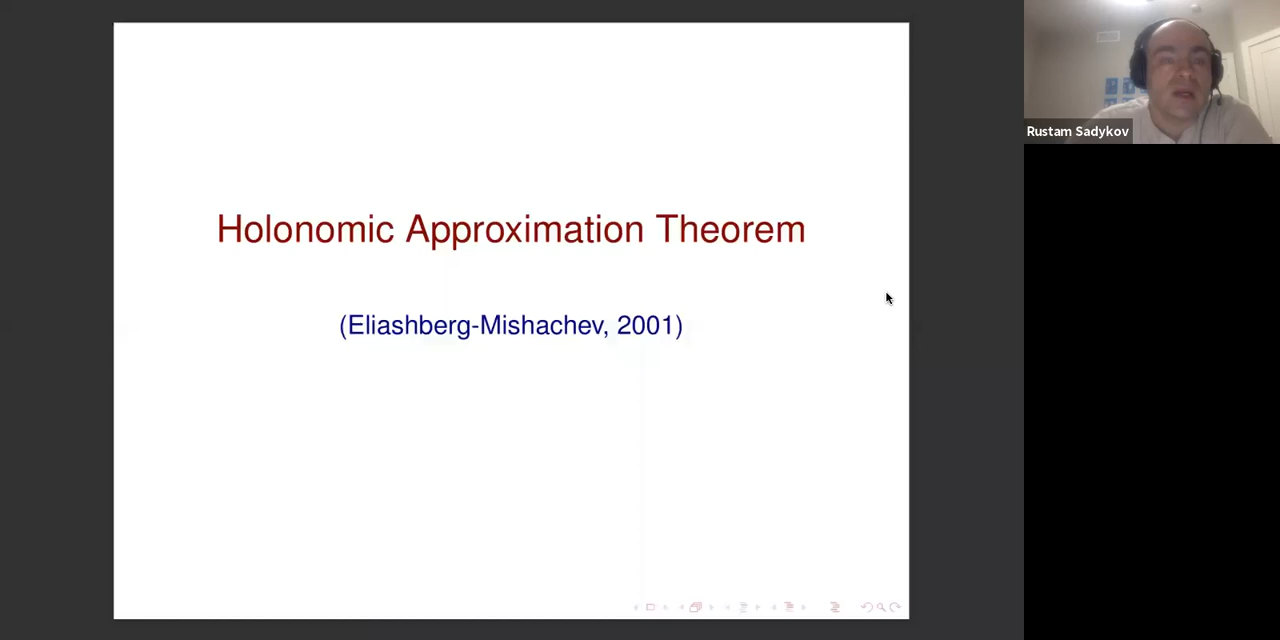 Holonomic Approximation Theorem
(Eliashberg-Mishachev, 2001)
Rustam Sadykov